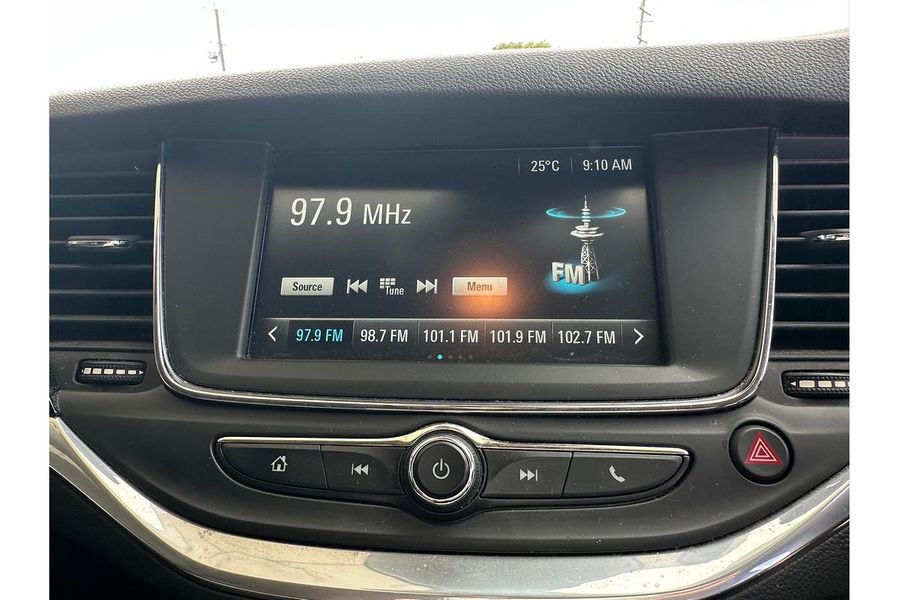 25°C 9:10 AM
97.9 MHz
FM
Source Tune Menu
97.9 FM 98.7 FM 101.1 FM 101.9 FM 102.7 FM